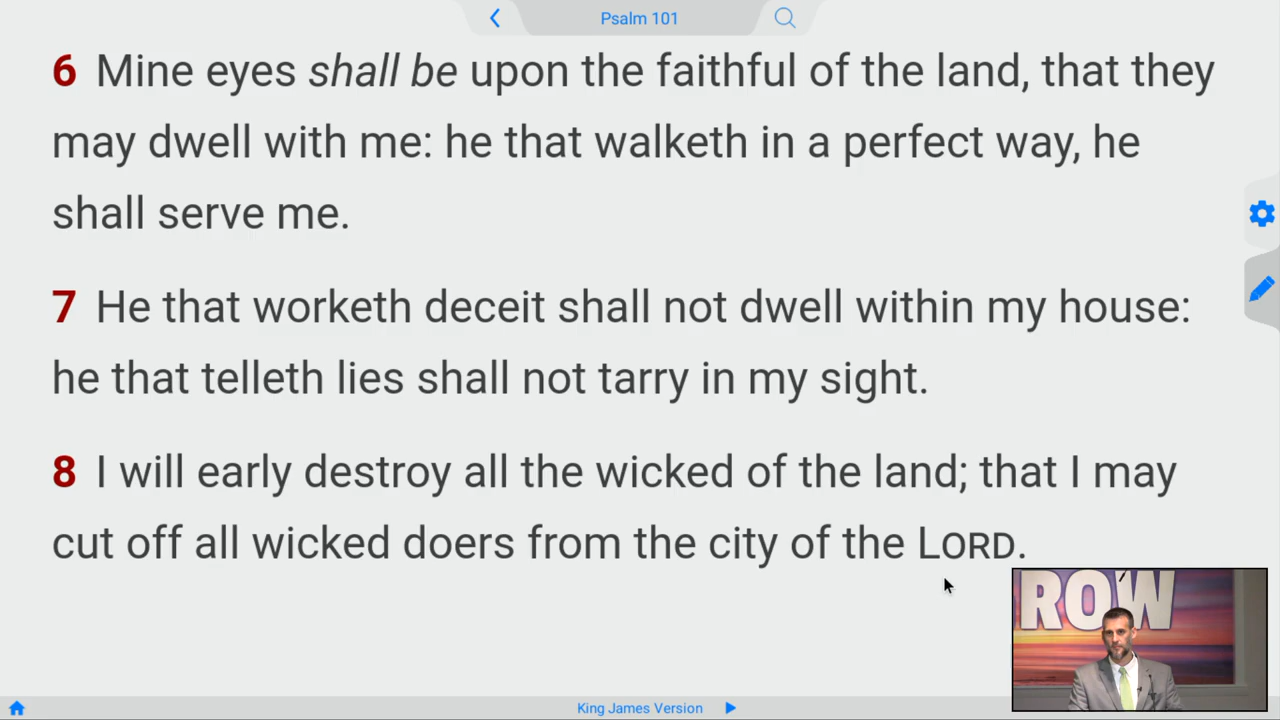 Psalm 101
6 Mine eyes shall be upon the faithful of the land, that they
may dwell with me: he that walketh in a perfect way, he
shall serve me.
7 He that worketh deceit shall not dwell within my house:
he that telleth lies shall not tarry in my sight.
8 I will early destroy all the wicked of the land; that I may
cut off all wicked doers from the city of the LORD.
ROW
King James Version